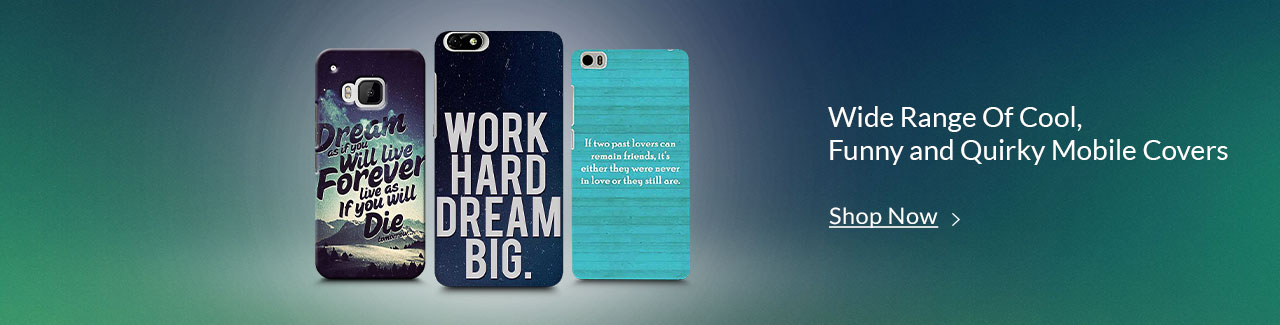 Dream
as if you
Will live
Forever
live as
If you will
Die
tomorrow
WORK
HARD
DREAM
BIG.
If two past lovers can
remain friends, it's
either they were never
in love or they still are.
Wide Range Of Cool,
Funny and Quirky Mobile Covers
Shop Now >